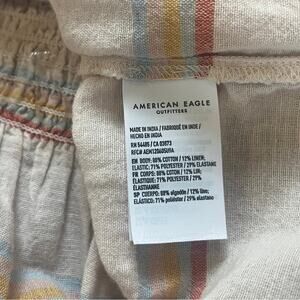 AMERICAN EAGLE
OUTFITTERS
MADE IN INDIA / FABRIQUÉ EN INDE /
HECHO EN INDIA
RN 54485 / CA 03073
EN BODY: 88% COTTON / 12% LINEN;
ELASTIC: 71% POLYESTER / 29% ELASTANE
FR CORPS: 88% COTON / 12% LIN;
ÉLASTIQUE: 71% POLYESTER / 29%
ÉLASTHANNE
SP CUERPO: 88% algodón / 12% lino;
ELÁSTICO: 71% poliéster / 29% elastano